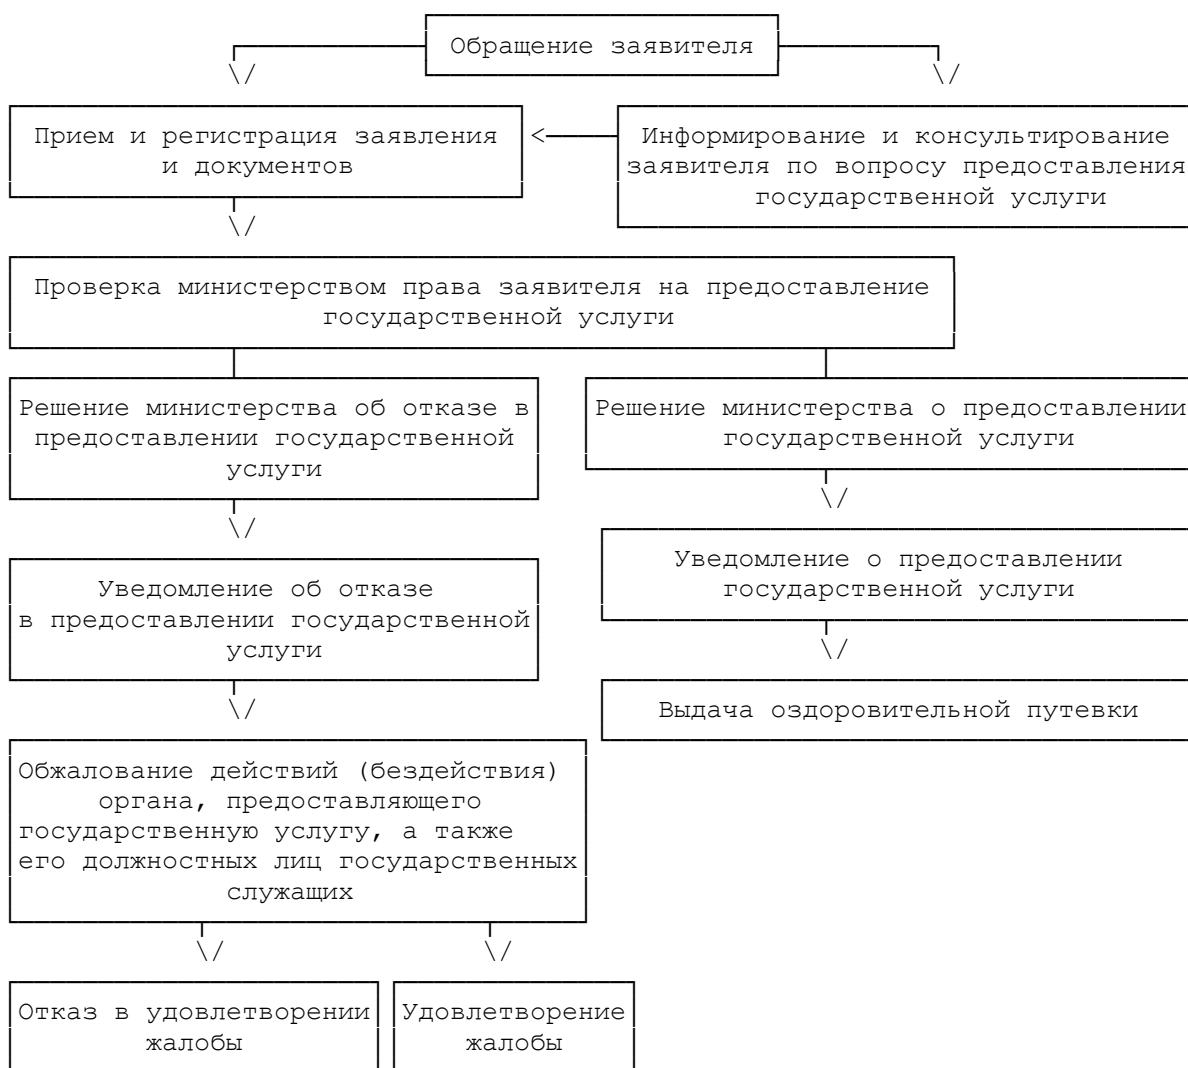 Обращение заявителя
Прием и регистрация заявления
и документов
Информирование и консультирование
заявителя по вопросу предоставления
государственной услуги
Проверка министерством права заявителя на предоставление
государственной услуги
Решение министерства об отказе в
предоставлении государственной
услуги
Решение министерства о предоставлении
государственной услуги
Уведомление об отказе
в предоставлении государственной
услуги
Уведомление о предоставлении
государственной услуги
Выдача оздоровительной путевки
Обжалование действий (бездействия)
органа, предоставляющего
государственную услугу, а также
его должностных лиц государственных
служащих
Отказ в удовлетворении
жалобы
Удовлетворение
жалобы